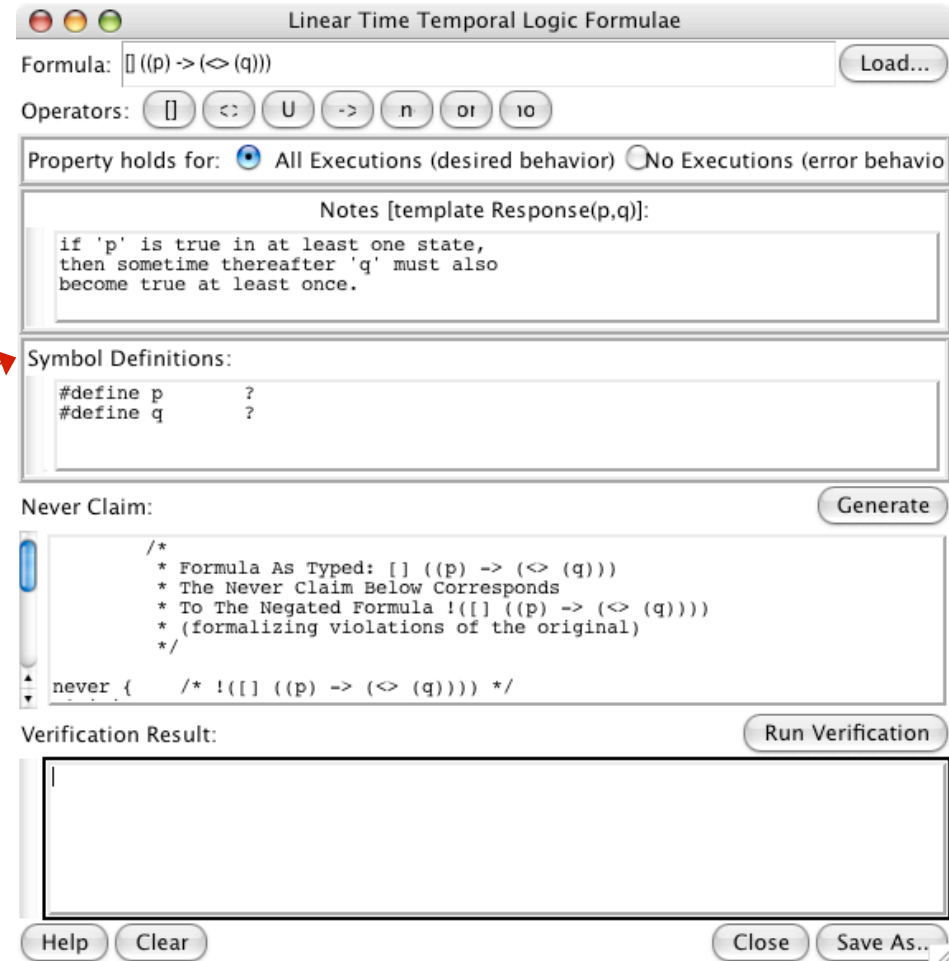 Linear Time Temporal Logic Formulae
Formula: [] ((p) -> (<> (q))) Load...
Operators: [] <> U -> n or no
Property holds for: All Executions (desired behavior) No Executions (error behavio
Notes [template Response(p,q)]:
if 'p' is true in at least one state,
then sometime thereafter 'q' must also
become true at least once.
Symbol Definitions:
#define p ?
#define q ?
Never Claim: Generate
/*
* Formula As Typed: [] ((p) -> (<> (q)))
* The Never Claim Below Corresponds
* To The Negated Formula !([] ((p) -> (<> (q))))
* (formalizing violations of the original)
*/
never { /* !([] ((p) -> (<> (q)))) */
Verification Result: Run Verification
Help Clear Close Save As..